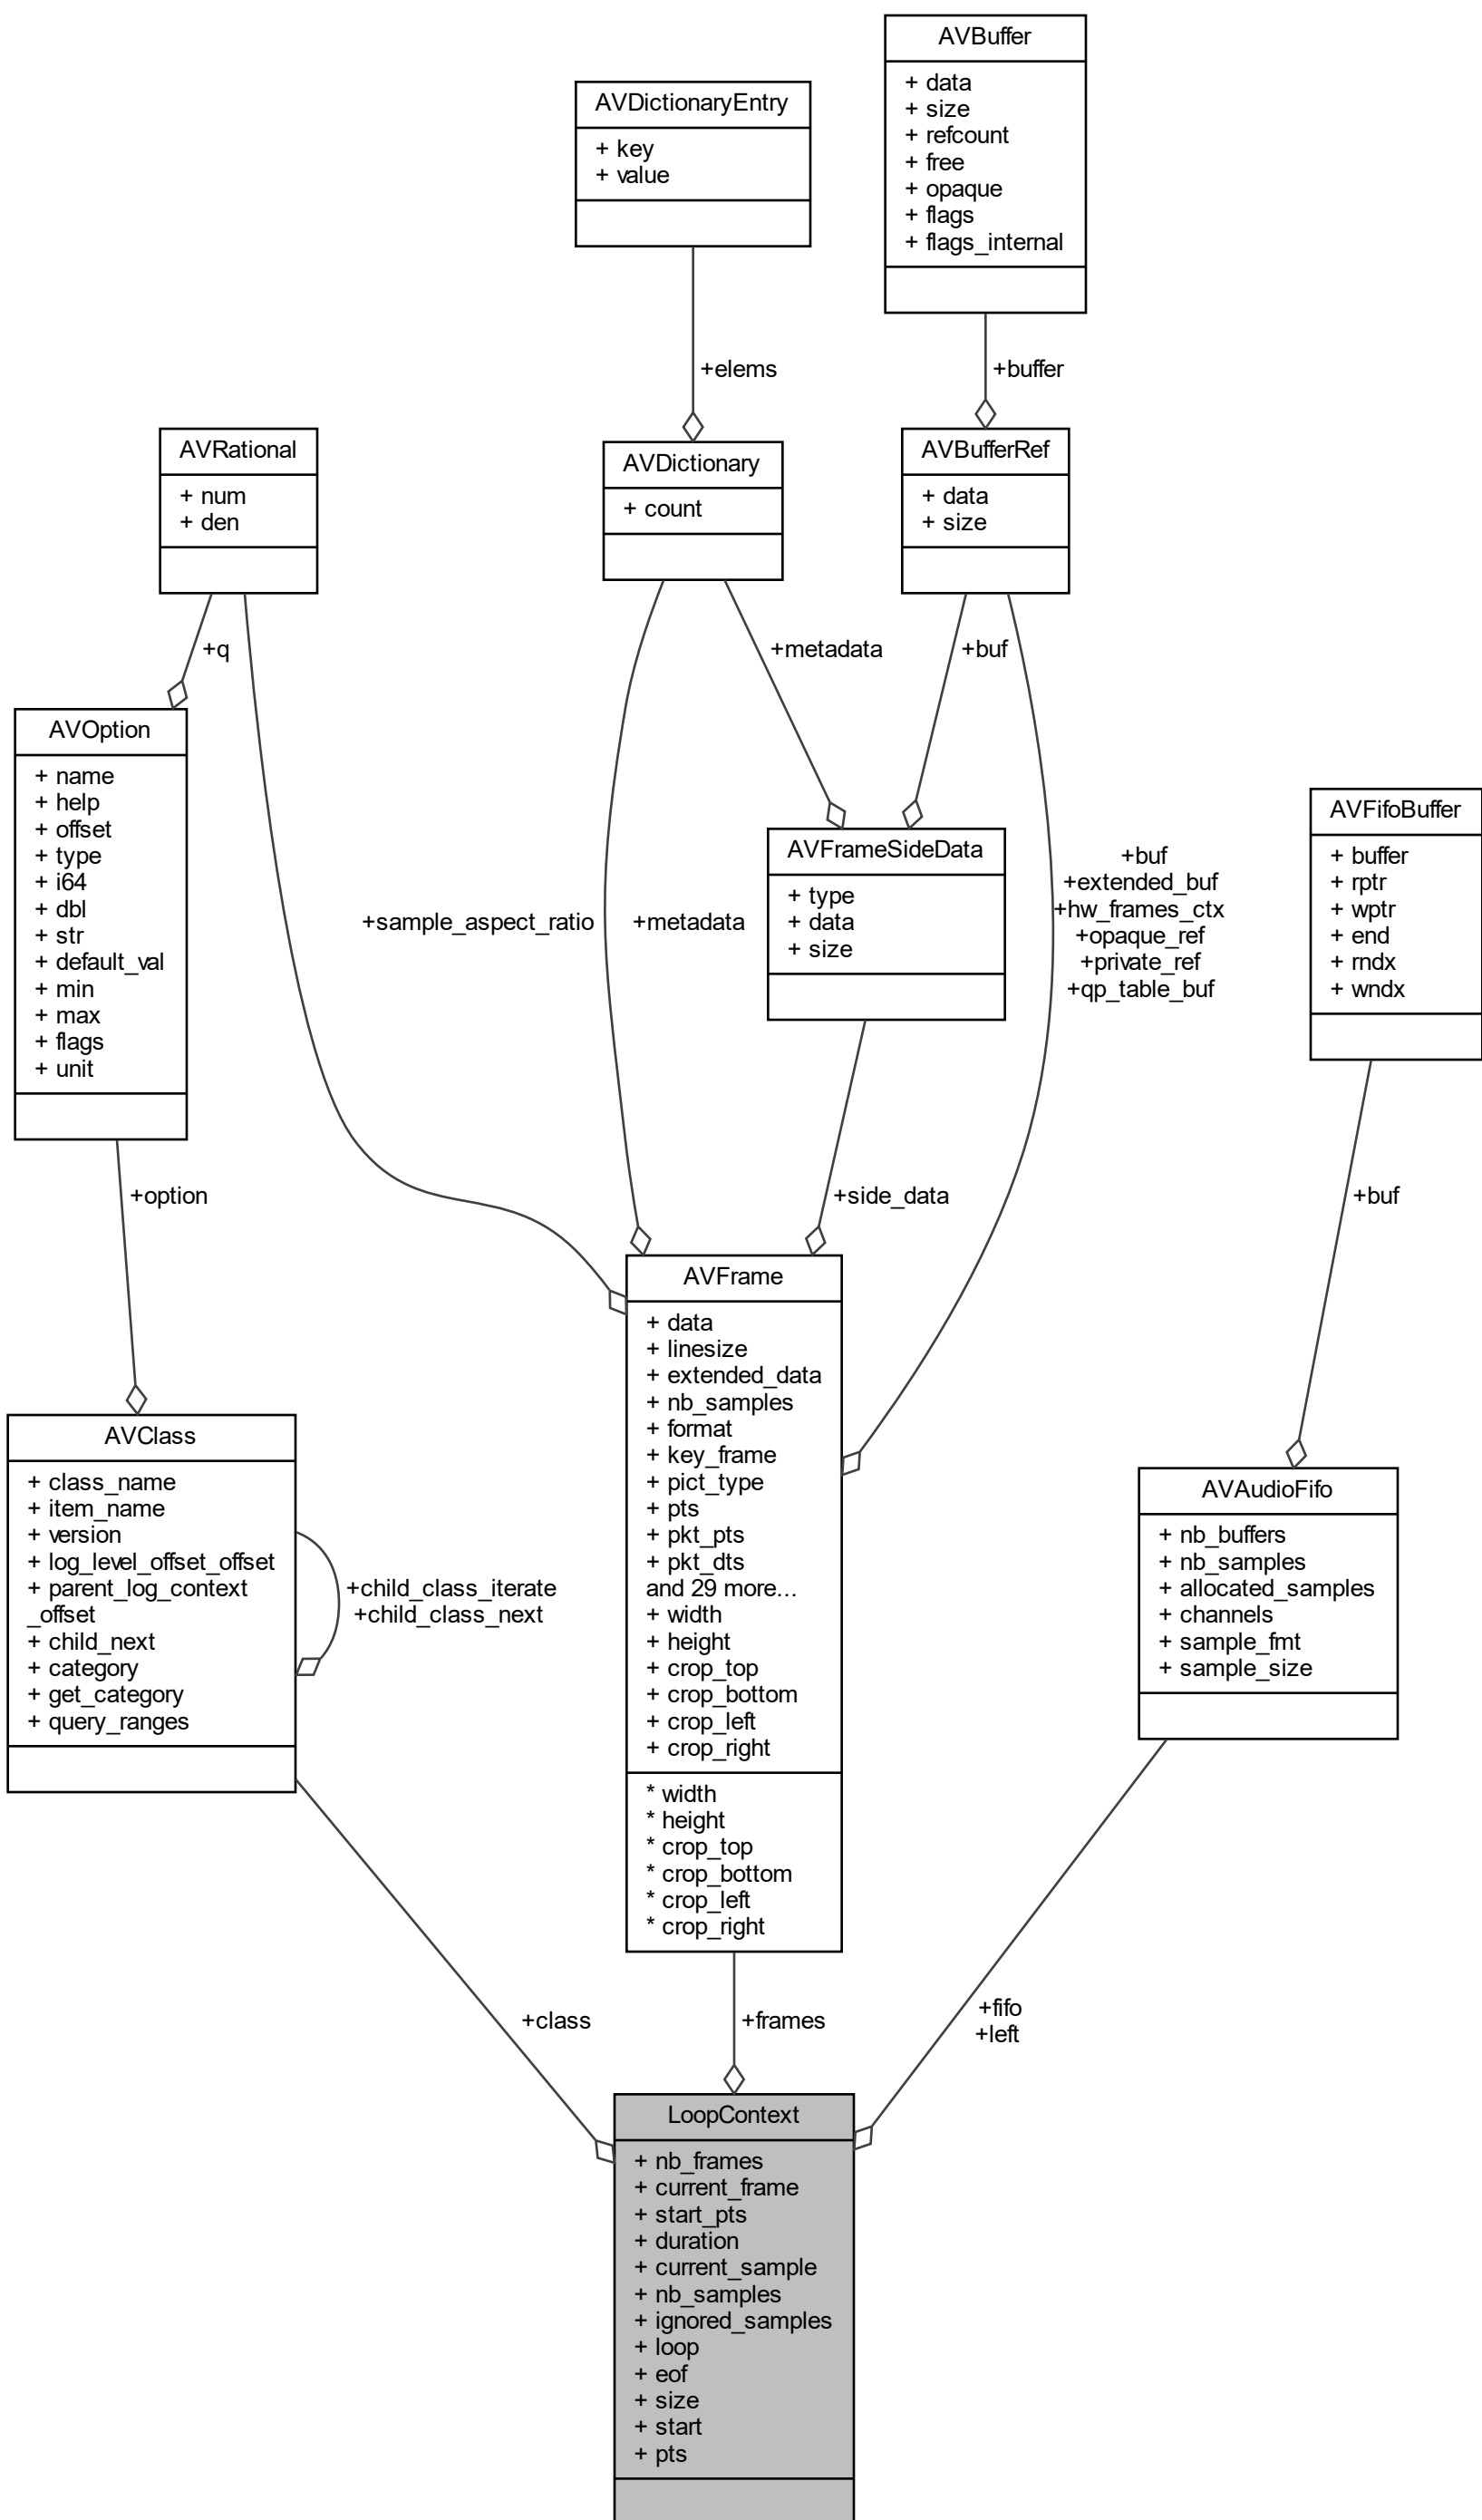 AVBuffer
+ data
+ size
+ refcount
+ free
+ opaque
+ flags
+ flags_internal
AVDictionaryEntry
+ key
+ value
+elems
+buffer
AVRational
+ num
+ den
AVDictionary
+ count
AVBufferRef
+ data
+ size
+q
+metadata
+buf
AVOption
+ name
+ help
+ offset
+ type
+ i64
+ dbl
+ str
+ default_val
+ min
+ max
+ flags
+ unit
+sample_aspect_ratio
+metadata
AVFrameSideData
+ type
+ data
+ size
+buf
+extended_buf
+hw_frames_ctx
+opaque_ref
+private_ref
+qp_table_buf
AVFifoBuffer
+ buffer
+ rptr
+ wptr
+ end
+ rndx
+ wndx
+option
+side_data
+buf
AVFrame
+ data
+ linesize
+ extended_data
+ nb_samples
+ format
+ key_frame
+ pict_type
+ pts
+ pkt_pts
+ pkt_dts
and 29 more...
+ width
+ height
+ crop_top
+ crop_bottom
+ crop_left
+ crop_right
* width
* height
* crop_top
* crop_bottom
* crop_left
* crop_right
AVClass
+ class_name
+ item_name
+ version
+ log_level_offset_offset
+ parent_log_context
_offset
+ child_next
+ category
+ get_category
+ query_ranges
+child_class_iterate
+child_class_next
AVAudioFifo
+ nb_buffers
+ nb_samples
+ allocated_samples
+ channels
+ sample_fmt
+ sample_size
+class
+frames
+fifo
+left
LoopContext
+ nb_frames
+ current_frame
+ start_pts
+ duration
+ current_sample
+ nb_samples
+ ignored_samples
+ loop
+ eof
+ size
+ start
+ pts